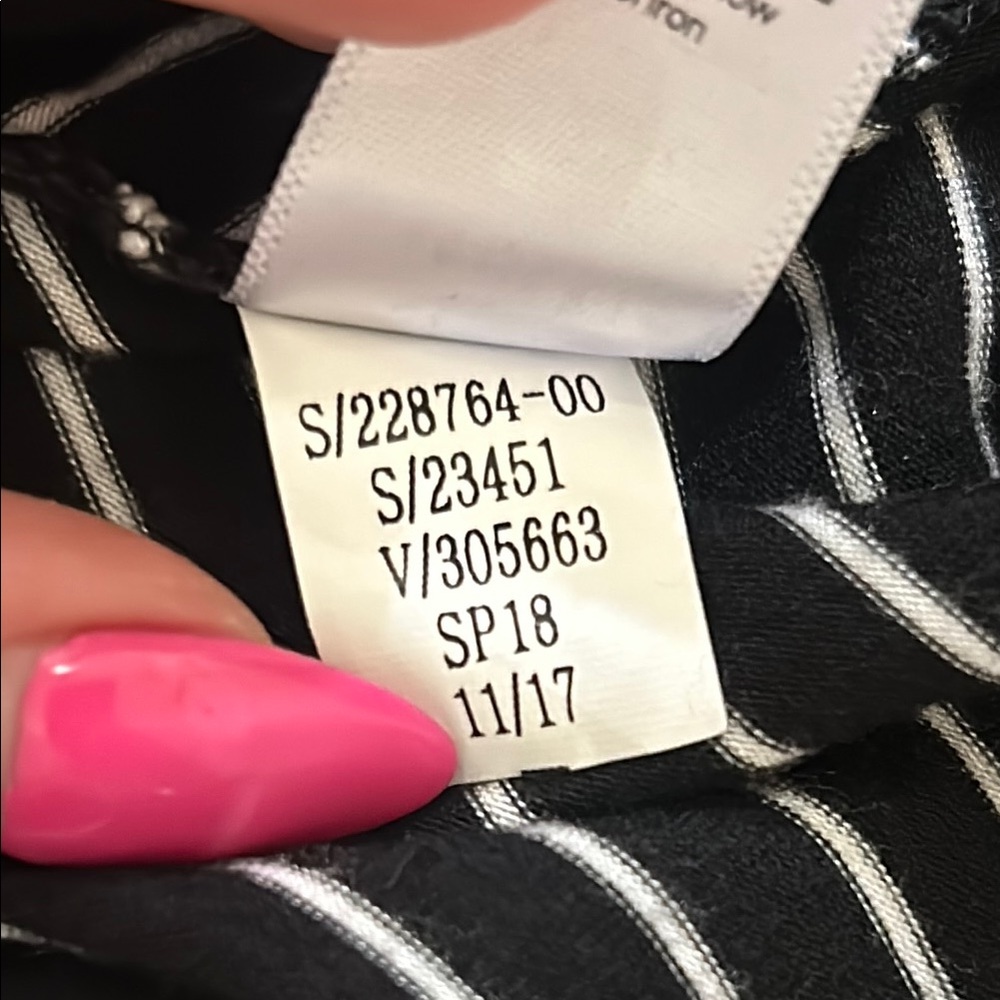 iron
S/228764-00
S/23451
V/305663
SP18
11/17